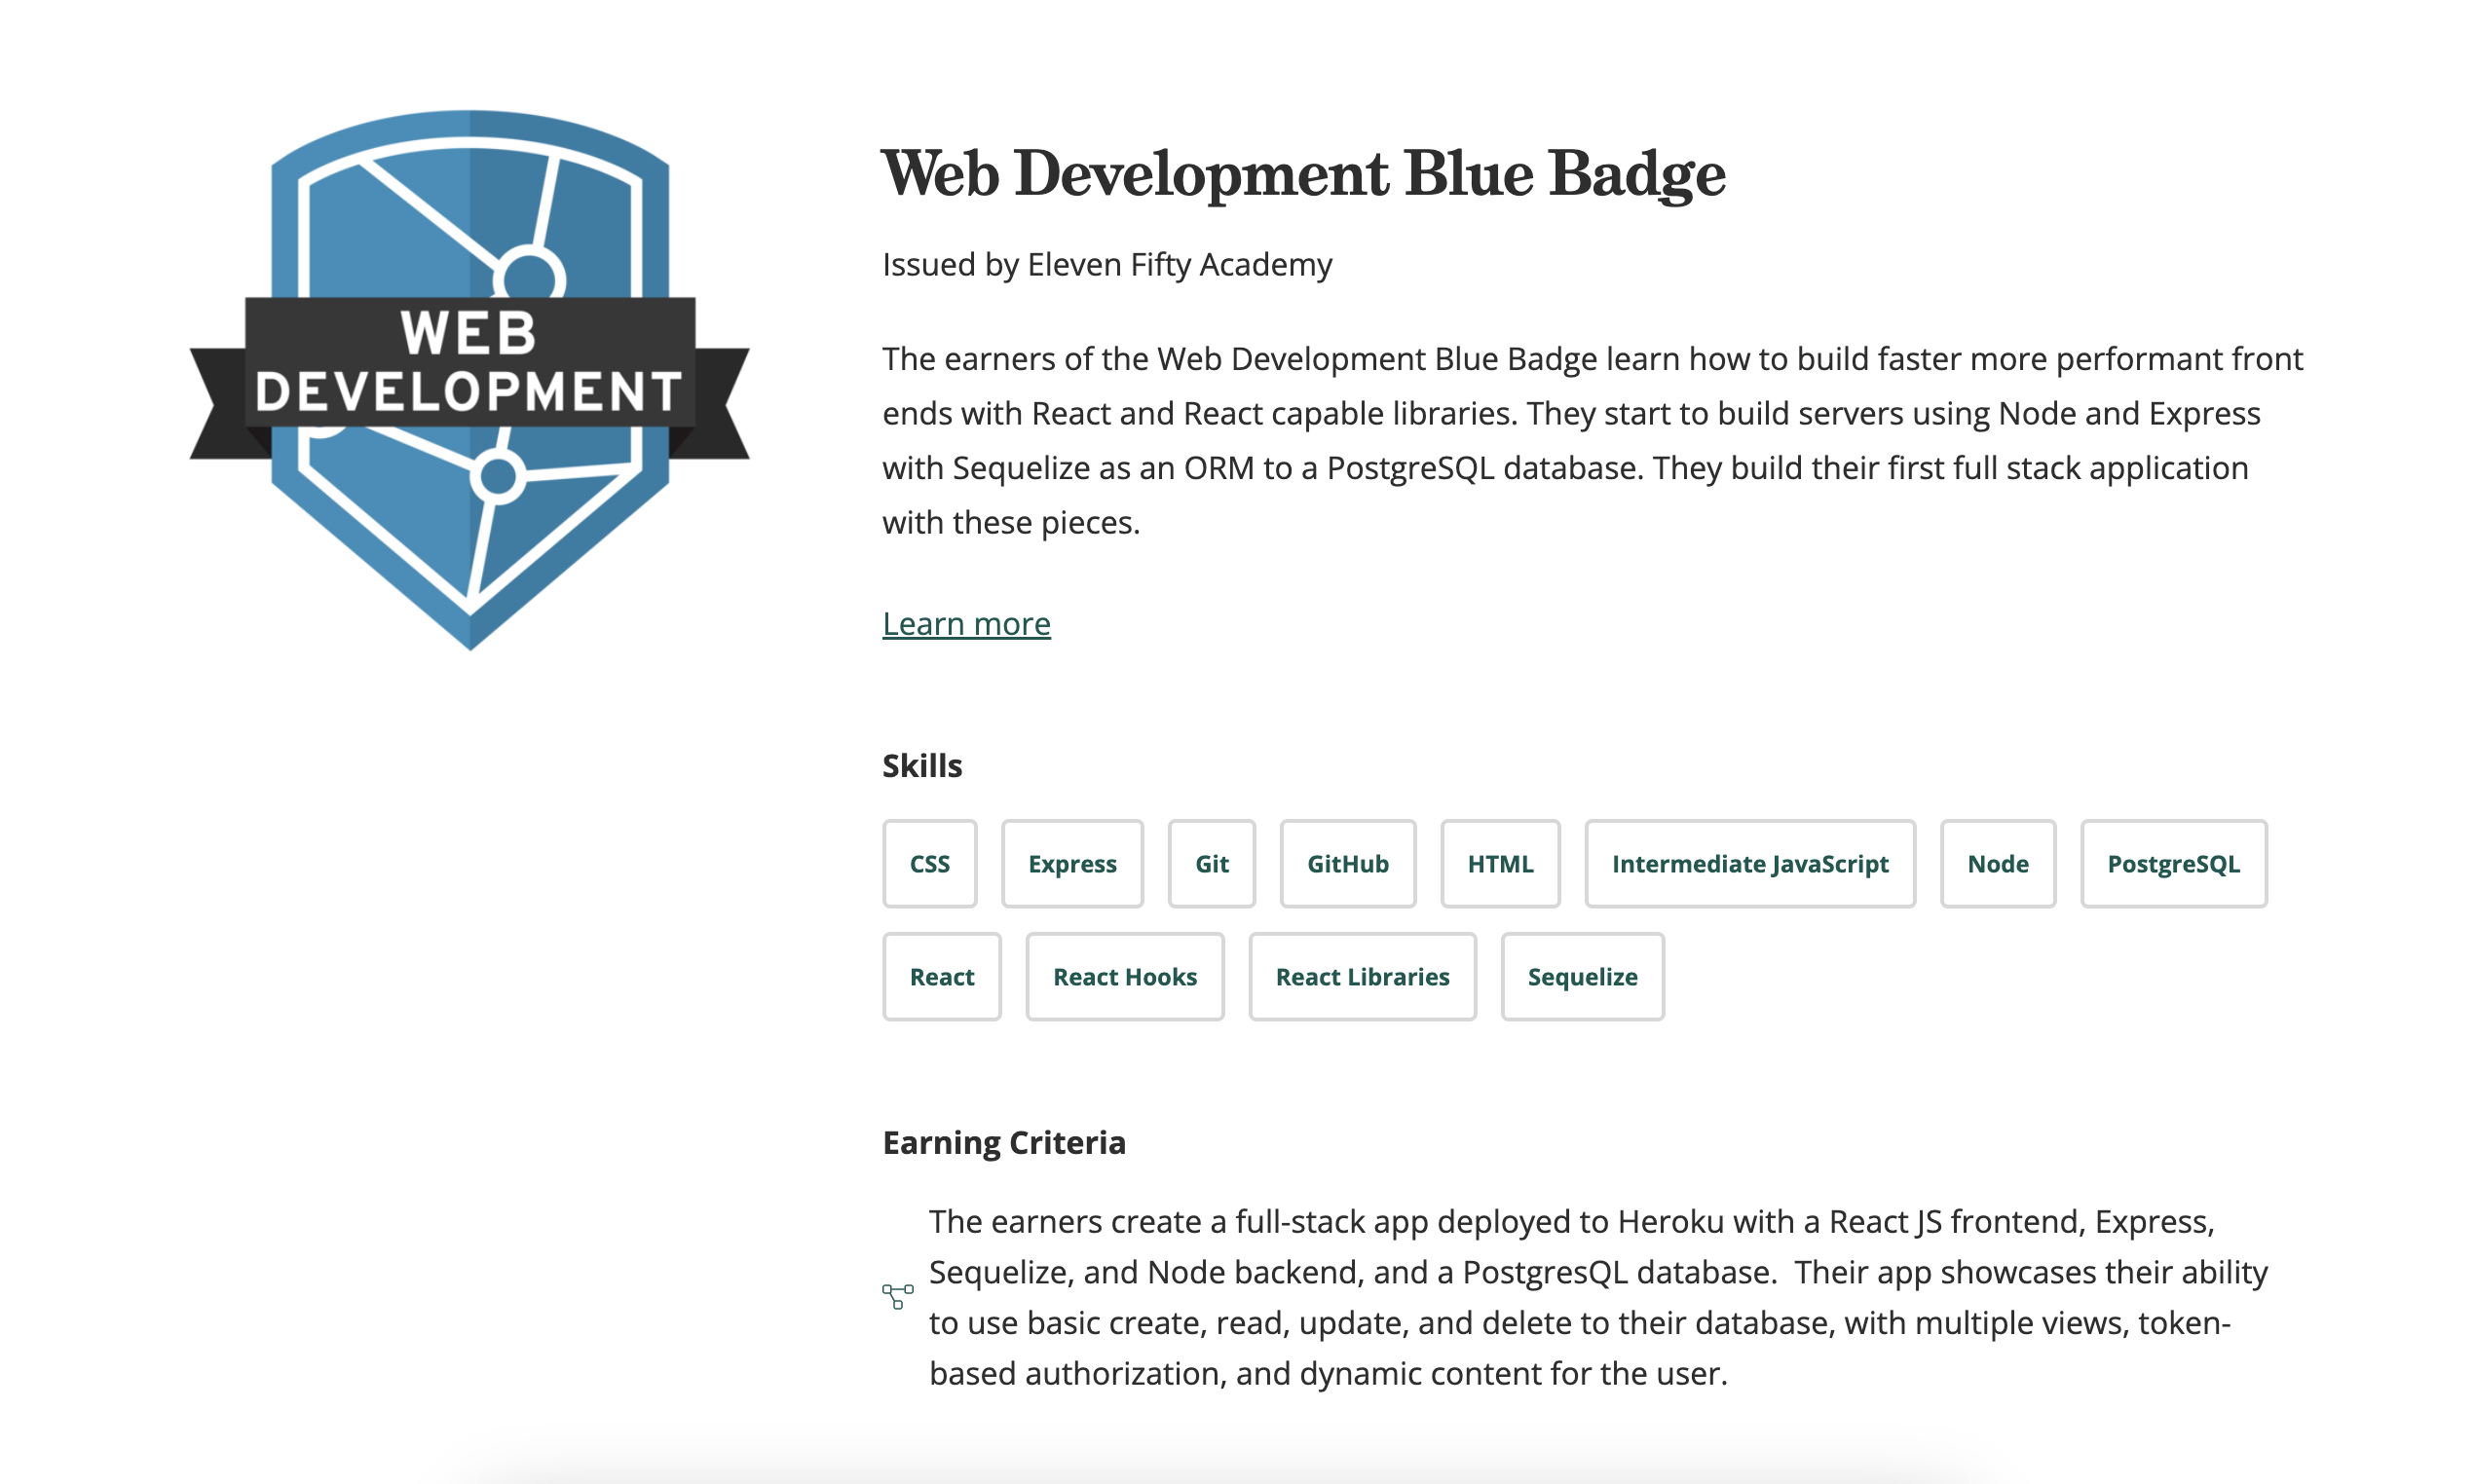 WEB
DEVELOPMENT
Web Development Blue Badge
Issued by Eleven Fifty Academy
The earners of the Web Development Blue Badge learn how to build faster more performant front
ends with React and React capable libraries. They start to build servers using Node and Express
with Sequelize as an ORM to a PostgreSQL database. They build their first full stack application
with these pieces.
Learn more
Skills
CSS Express Git GitHub HTML Intermediate JavaScript Node PostgreSQL
React React Hooks React Libraries Sequelize
Earning Criteria
The earners create a full-stack app deployed to Heroku with a React JS frontend, Express,
Sequelize, and Node backend, and a PostgresQL database.  Their app showcases their ability
to use basic create, read, update, and delete to their database, with multiple views, token-
based authorization, and dynamic content for the user.